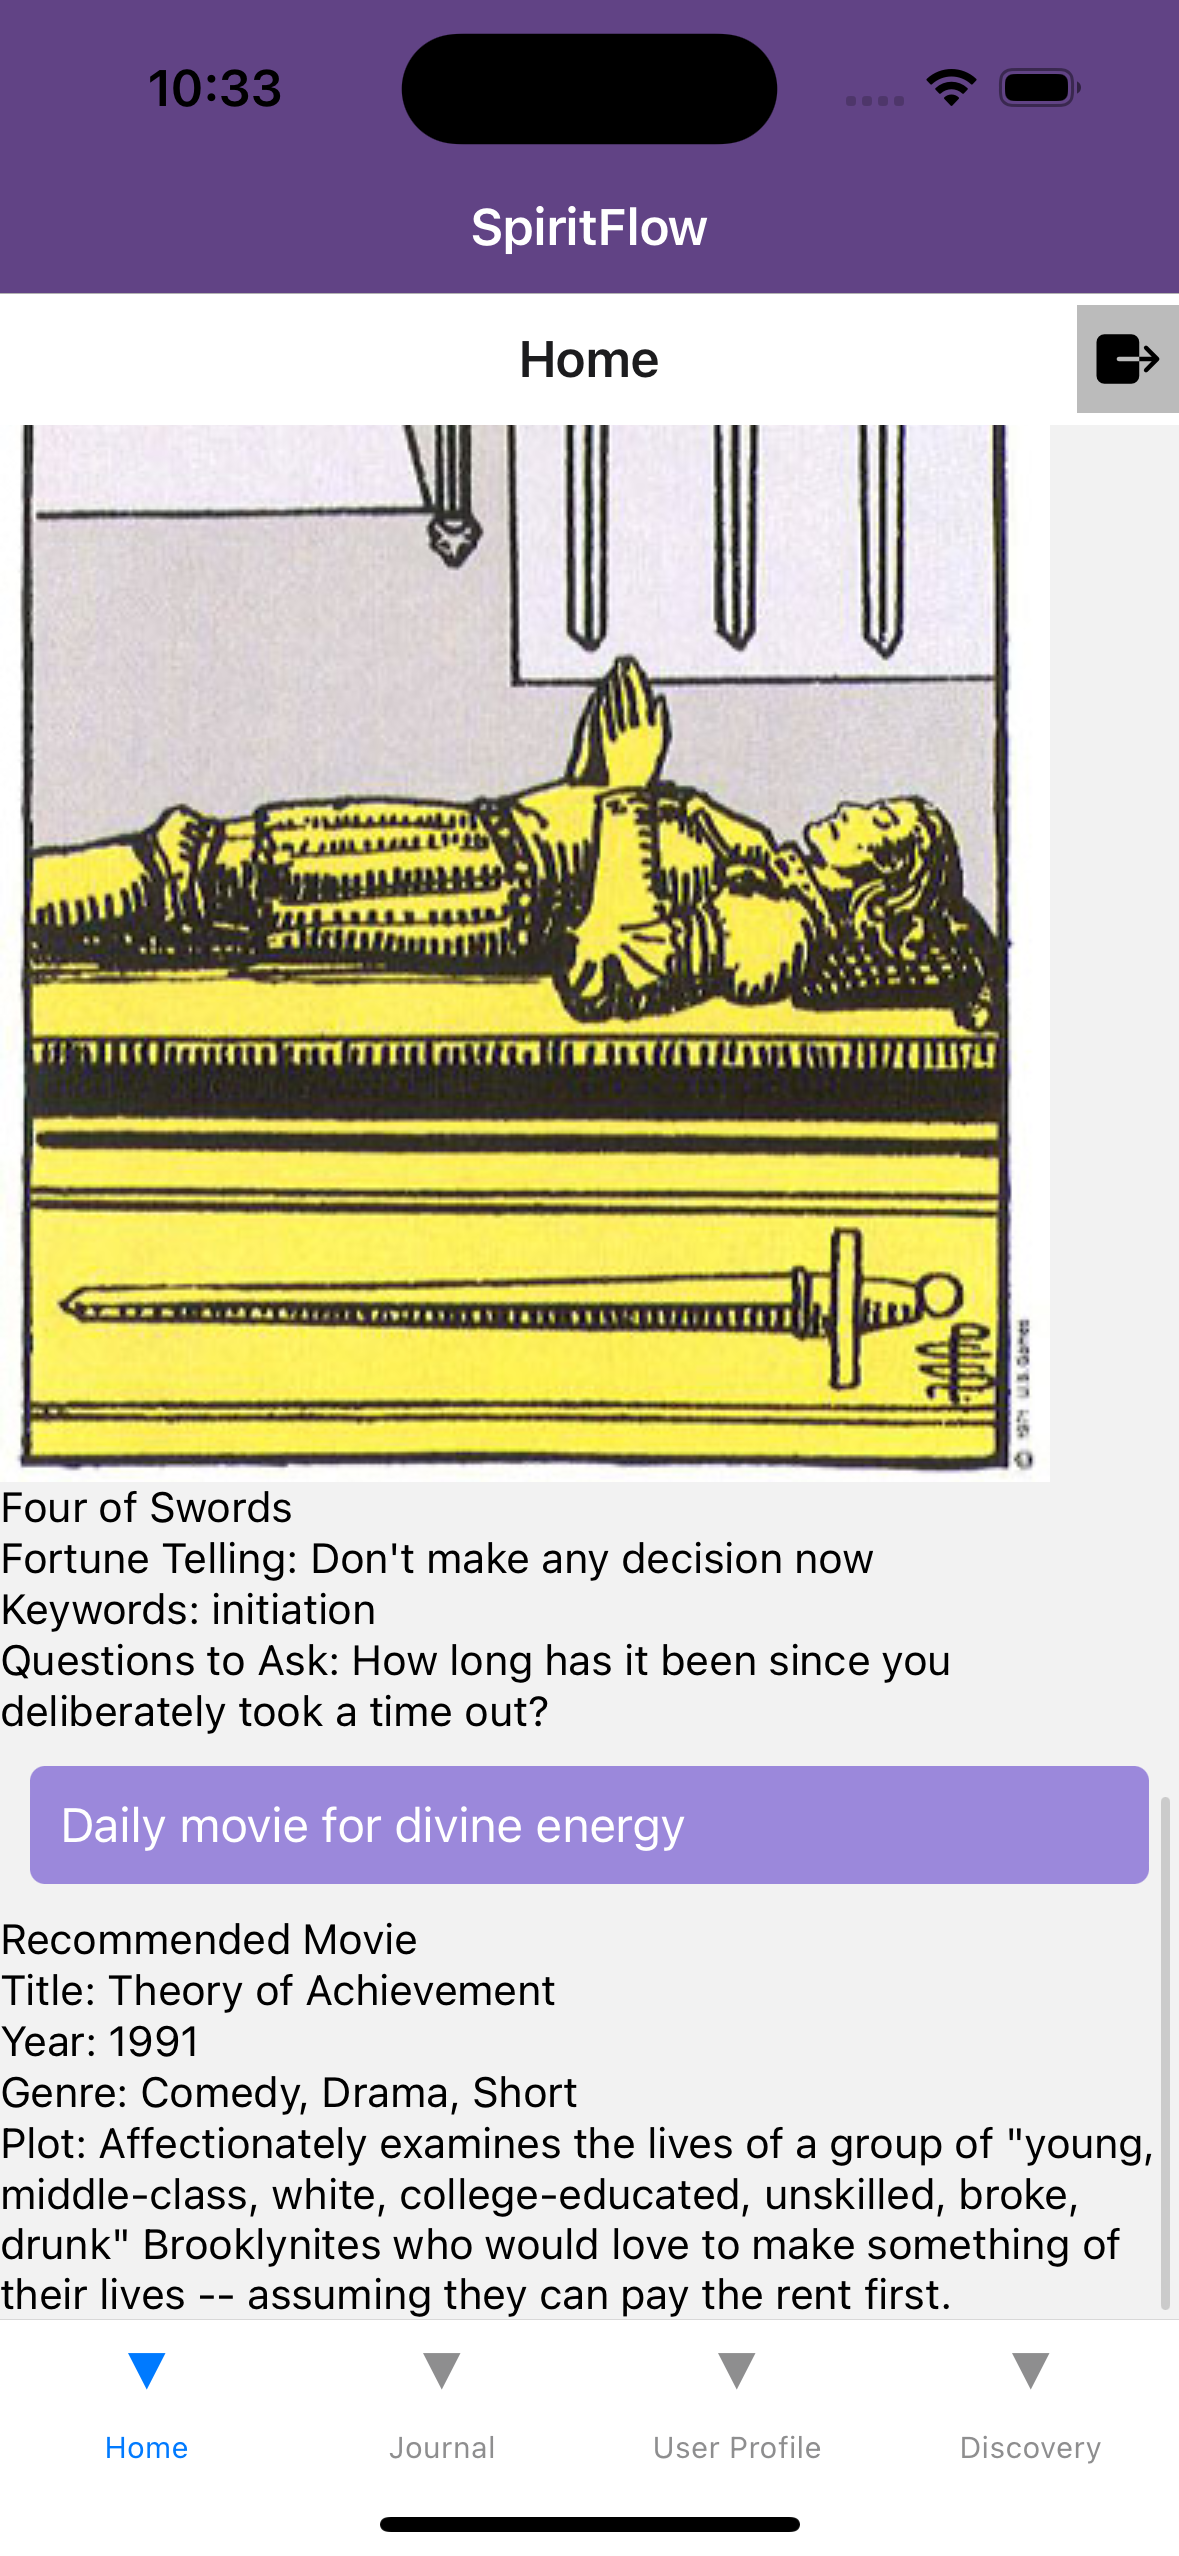 10:33
SpiritFlow
Home
© 1971 U.S. Games
Four of Swords
Fortune Telling: Don't make any decision now
Keywords: initiation
Questions to Ask: How long has it been since you
deliberately took a time out?
Daily movie for divine energy
Recommended Movie
Title: Theory of Achievement
Year: 1991
Genre: Comedy, Drama, Short
Plot: Affectionately examines the lives of a group of "young,
middle-class, white, college-educated, unskilled, broke,
drunk" Brooklynites who would love to make something of
their lives -- assuming they can pay the rent first.
Home
Journal
User Profile
Discovery